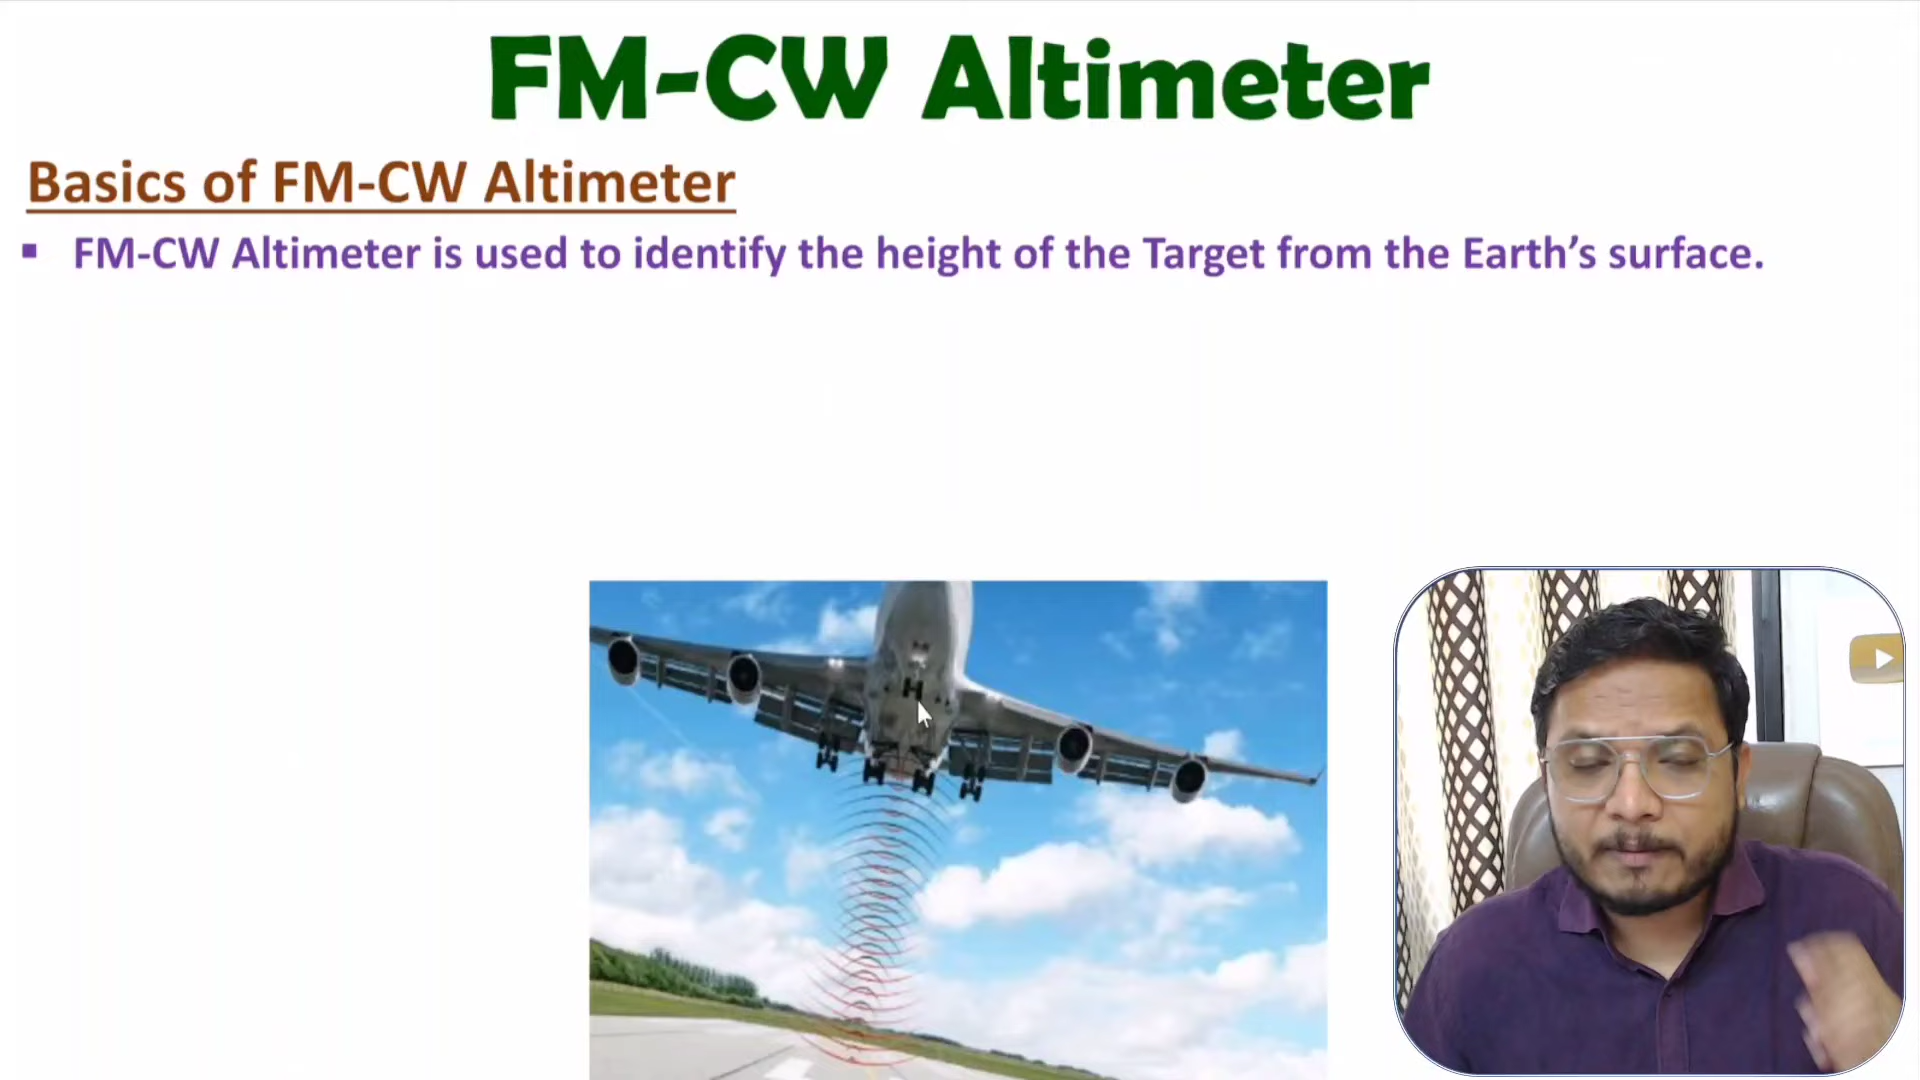 FM-CW Altimeter
Basics of FM-CW Altimeter
▪ FM-CW Altimeter is used to identify the height of the Target from the Earth’s surface.